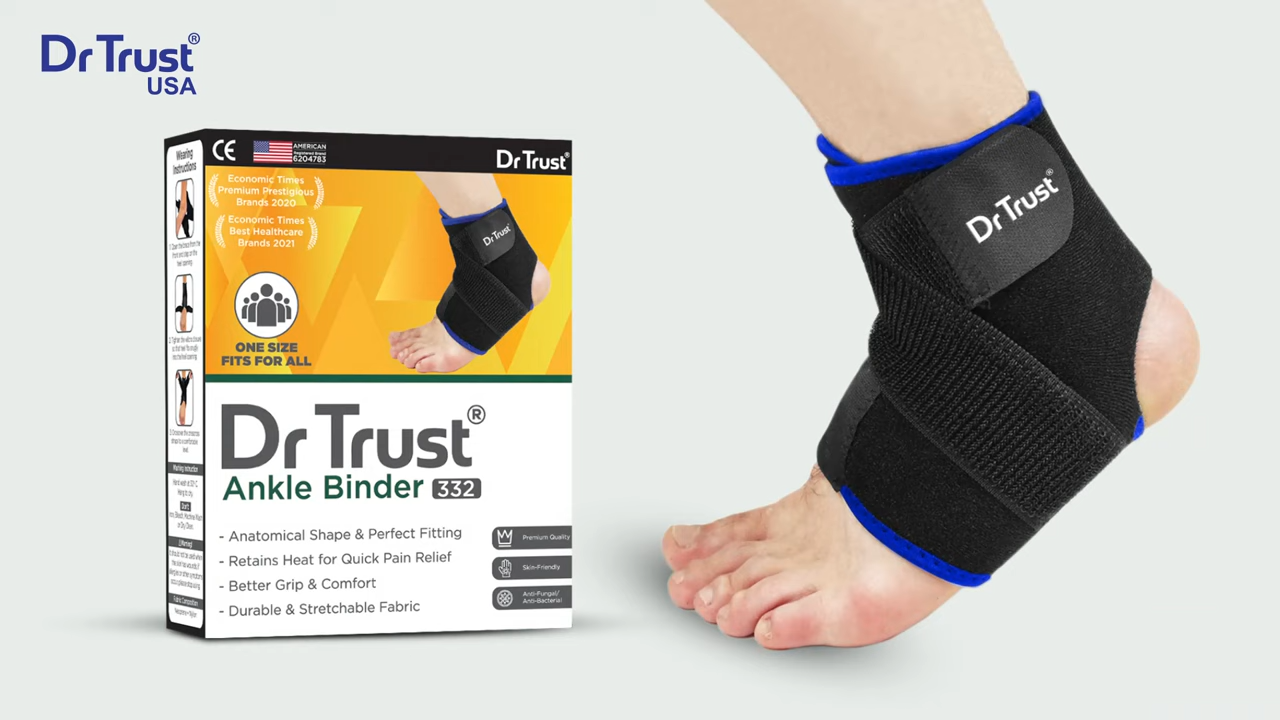 Dr Trust®
USA
CE
AMERICAN
Registered Brand
6204783
Dr Trust®
Economic Times
Premium Prestigious
Brands 2020
Economic Times
Best Healthcare
Brands 2021
Dr Trust®
ONE SIZE
FITS FOR ALL
Dr Trust®
Ankle Binder 332
- Anatomical Shape & Perfect Fitting
- Retains Heat for Quick Pain Relief
- Better Grip & Comfort
- Durable & Stretchable Fabric
Premium Quality
Skin-Friendly
Anti-Fungal/
Anti-Bacterial
Wearing
Instructions
Dr Trust®